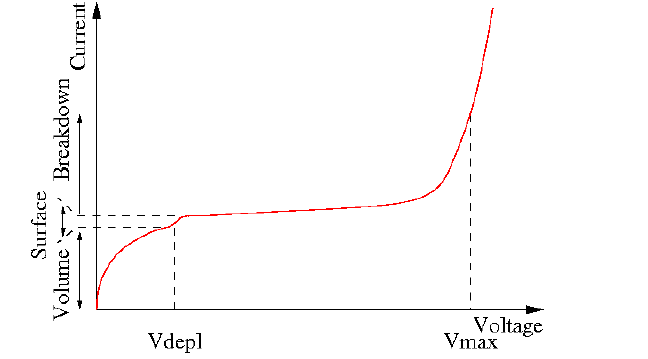 Current
Breakdown
Surface
Volume
Voltage
Vdepl
Vmax